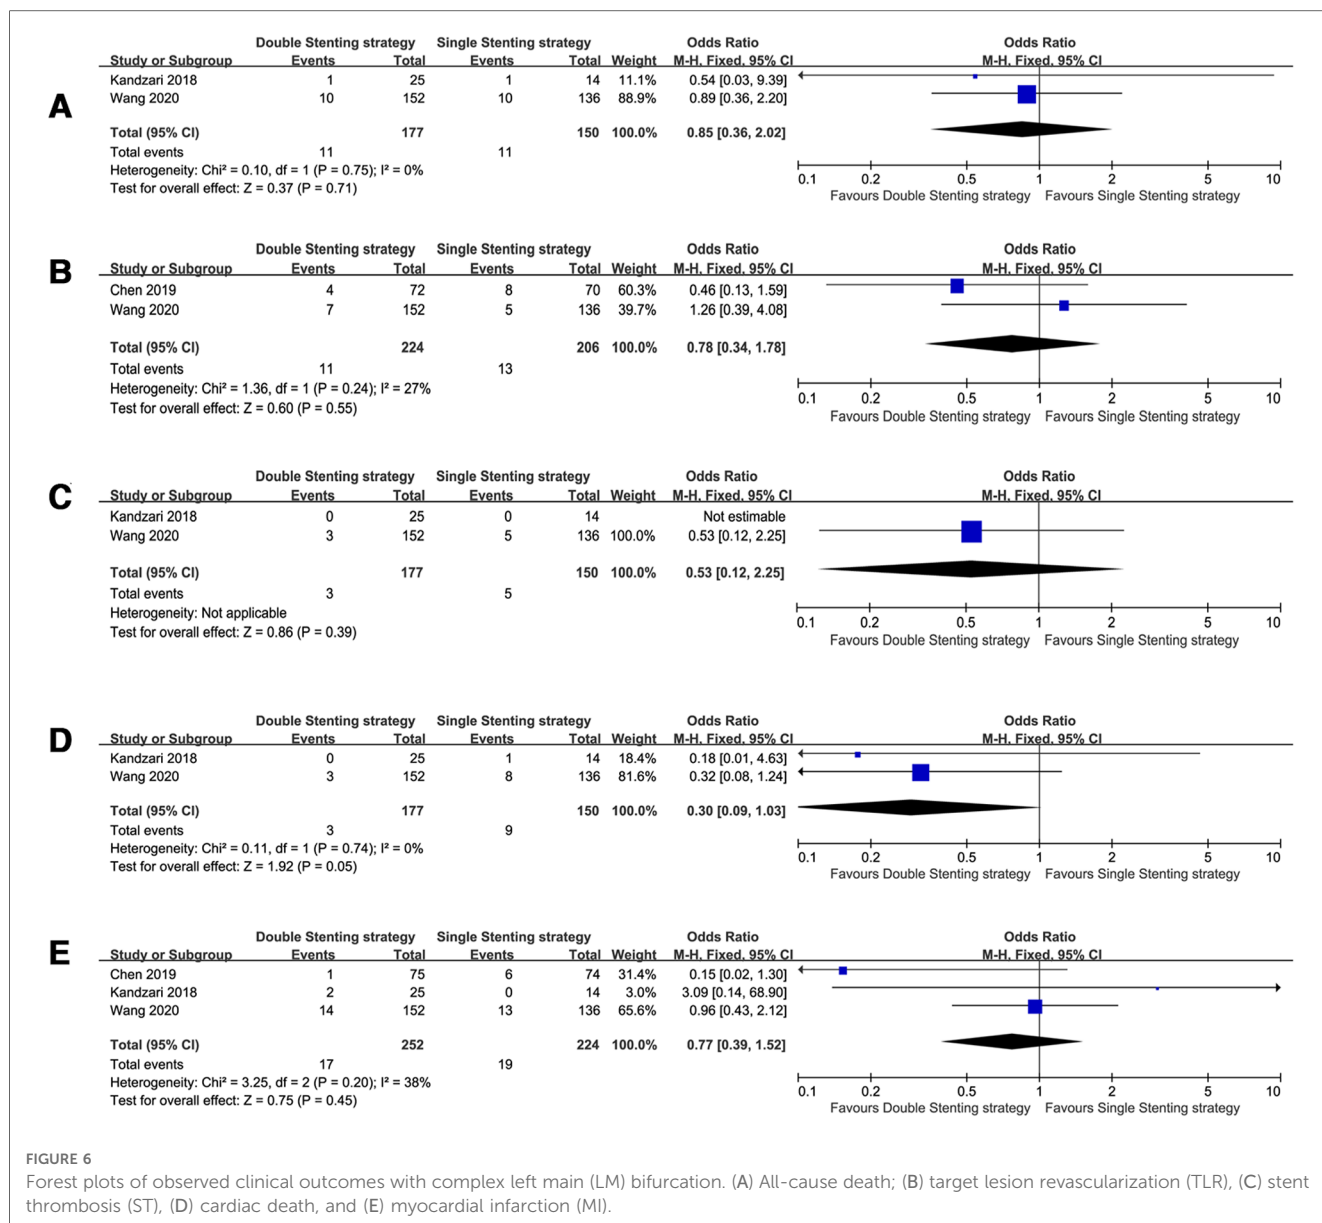 Double Stenting strategy Single Stenting strategy Odds Ratio Odds Ratio
Study or Subgroup Events Total Events Total Weight M-H, Fixed, 95% CI M-H, Fixed, 95% CI
Kandzari 2018 1 25 1 14 11.1% 0.54 [0.03, 9.39]
A
Wang 2020 10 152 10 136 88.9% 0.89 [0.36, 2.20]
Total (95% CI) 177 150 100.0% 0.85 [0.36, 2.02]
Total events 11 11
Heterogeneity: Chi² = 0.10, df = 1 (P = 0.75); I² = 0%
0.1 0.2 0.5 1 2 5 10
Test for overall effect: Z = 0.37 (P = 0.71)
Favours Double Stenting strategy Favours Single Stenting strategy
Double Stenting strategy Single Stenting strategy Odds Ratio Odds Ratio
B
Study or Subgroup Events Total Events Total Weight M-H, Fixed, 95% CI M-H, Fixed, 95% CI
Chen 2019 4 72 8 70 60.3% 0.46 [0.13, 1.59]
Wang 2020 7 152 5 136 39.7% 1.26 [0.39, 4.08]
Total (95% CI) 224 206 100.0% 0.78 [0.34, 1.78]
Total events 11 13
Heterogeneity: Chi² = 1.36, df = 1 (P = 0.24); I² = 27%
0.1 0.2 0.5 1 2 5 10
Test for overall effect: Z = 0.60 (P = 0.55)
Favours Double Stenting strategy Favours Single Stenting strategy
Double Stenting strategy Single Stenting strategy Odds Ratio Odds Ratio
C
Study or Subgroup Events Total Events Total Weight M-H, Fixed, 95% CI M-H, Fixed, 95% CI
Kandzari 2018 0 25 0 14 Not estimable
Wang 2020 3 152 5 136 100.0% 0.53 [0.12, 2.25]
Total (95% CI) 177 150 100.0% 0.53 [0.12, 2.25]
Total events 3 5
Heterogeneity: Not applicable
0.1 0.2 0.5 1 2 5 10
Test for overall effect: Z = 0.86 (P = 0.39)
Favours Double Stenting strategy Favours Single Stenting strategy
Double Stenting strategy Single Stenting strategy Odds Ratio Odds Ratio
D
Study or Subgroup Events Total Events Total Weight M-H, Fixed, 95% CI M-H, Fixed, 95% CI
Kandzari 2018 0 25 1 14 18.4% 0.18 [0.01, 4.63]
Wang 2020 3 152 8 136 81.6% 0.32 [0.08, 1.24]
Total (95% CI) 177 150 100.0% 0.30 [0.09, 1.03]
Total events 3 9
Heterogeneity: Chi² = 0.11, df = 1 (P = 0.74); I² = 0%
0.1 0.2 0.5 1 2 5 10
Test for overall effect: Z = 1.92 (P = 0.05)
Favours Double Stenting strategy Favours Single Stenting strategy
Double Stenting strategy Single Stenting strategy Odds Ratio Odds Ratio
E
Study or Subgroup Events Total Events Total Weight M-H, Fixed, 95% CI M-H, Fixed, 95% CI
Chen 2019 1 75 6 74 31.4% 0.15 [0.02, 1.30]
Kandzari 2018 2 25 0 14 3.0% 3.09 [0.14, 68.90]
Wang 2020 14 152 13 136 65.6% 0.96 [0.43, 2.12]
Total (95% CI) 252 224 100.0% 0.77 [0.39, 1.52]
Total events 17 19
Heterogeneity: Chi² = 3.25, df = 2 (P = 0.20); I² = 38%
0.1 0.2 0.5 1 2 5 10
Test for overall effect: Z = 0.75 (P = 0.45)
Favours Double Stenting strategy Favours Single Stenting strategy
FIGURE 6
Forest plots of observed clinical outcomes with complex left main (LM) bifurcation. (A) All-cause death; (B) target lesion revascularization (TLR), (C) stent
thrombosis (ST), (D) cardiac death, and (E) myocardial infarction (MI).